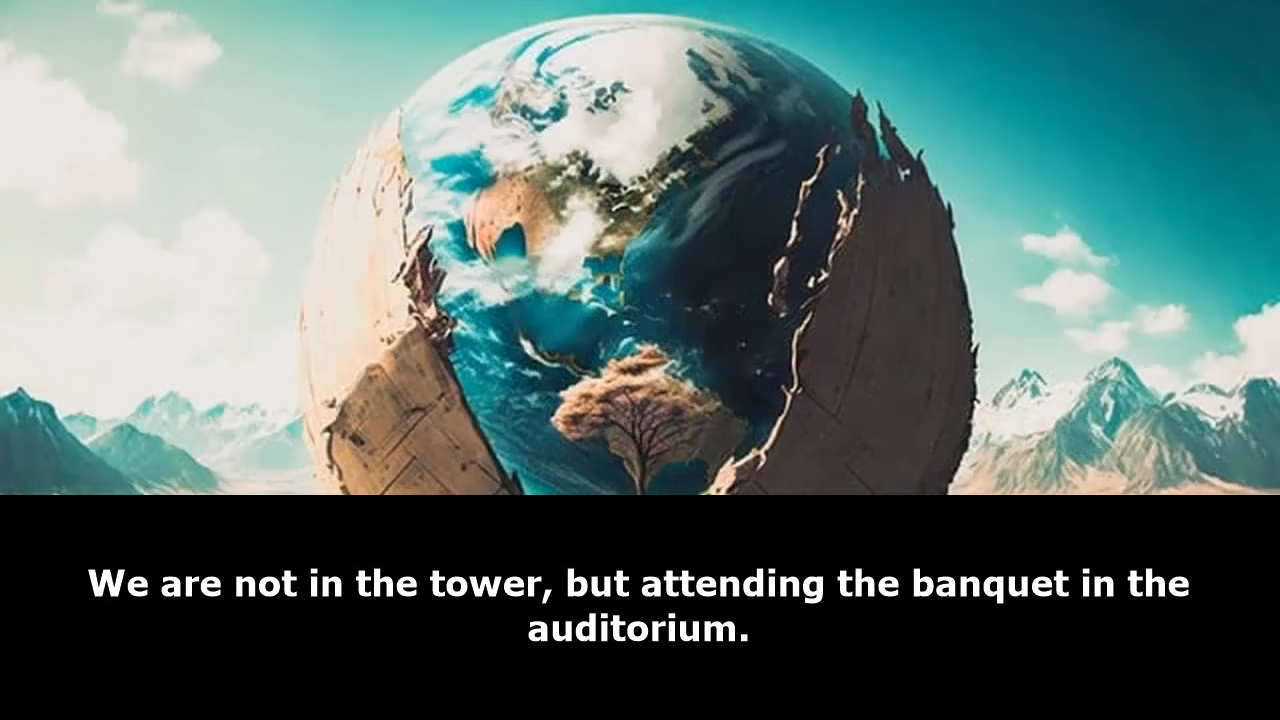 We are not in the tower, but attending the banquet in the
auditorium.